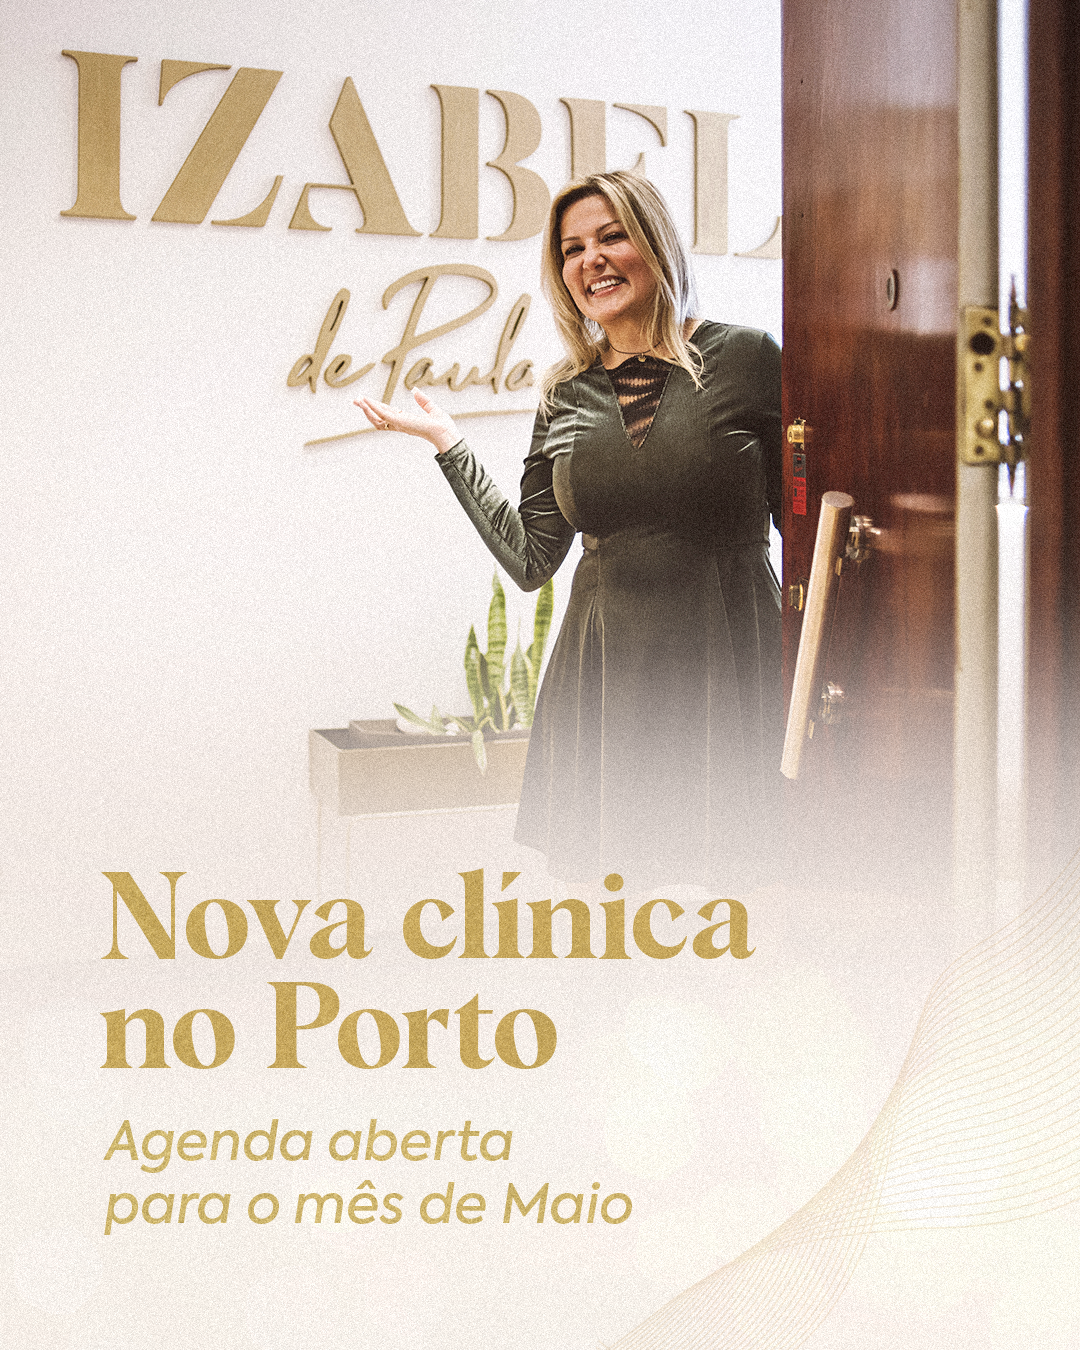 IZABEL
de Paula
Nova clínica
no Porto
Agenda aberta
para o mês de Maio